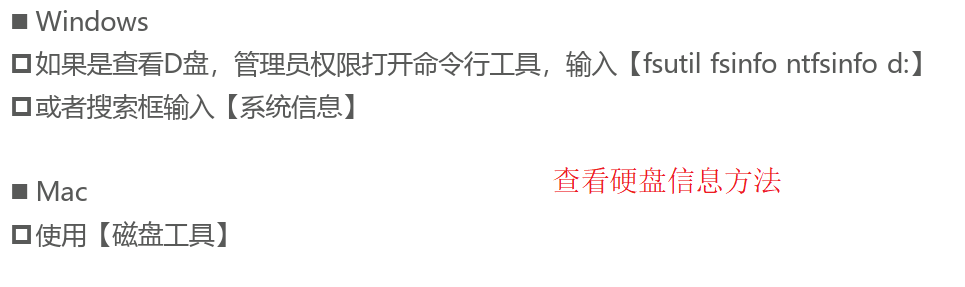 ■ Windows
□ 如果是查看D盘，管理员权限打开命令行工具，输入【fsutil fsinfo ntfsinfo d:】
□ 或者搜索框输入【系统信息】
■ Mac
查看硬盘信息方法
□ 使用【磁盘工具】